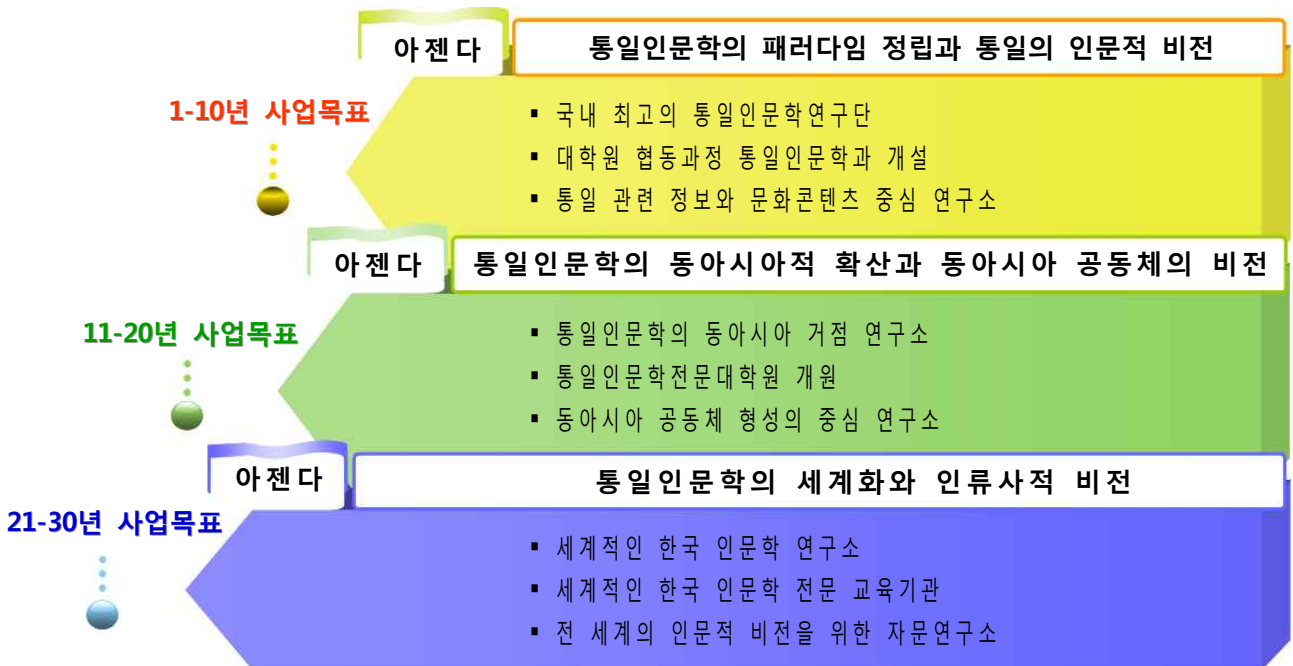 아젠다 통일인문학의 패러다임 정립과 통일의 인문적 비전
1-10년 사업목표
▪ 국내 최고의 통일인문학연구단
▪ 대학원 협동과정 통일인문학과 개설
▪ 통일 관련 정보와 문화콘텐츠 중심 연구소
아젠다 통일인문학의 동아시아적 확산과 동아시아 공동체의 비전
11-20년 사업목표
▪ 통일인문학의 동아시아 거점 연구소
▪ 통일인문학전문대학원 개원
▪ 동아시아 공동체 형성의 중심 연구소
아젠다 통일인문학의 세계화와 인류사적 비전
21-30년 사업목표
▪ 세계적인 한국 인문학 연구소
▪ 세계적인 한국 인문학 전문 교육기관
▪ 전 세계의 인문적 비전을 위한 자문연구소